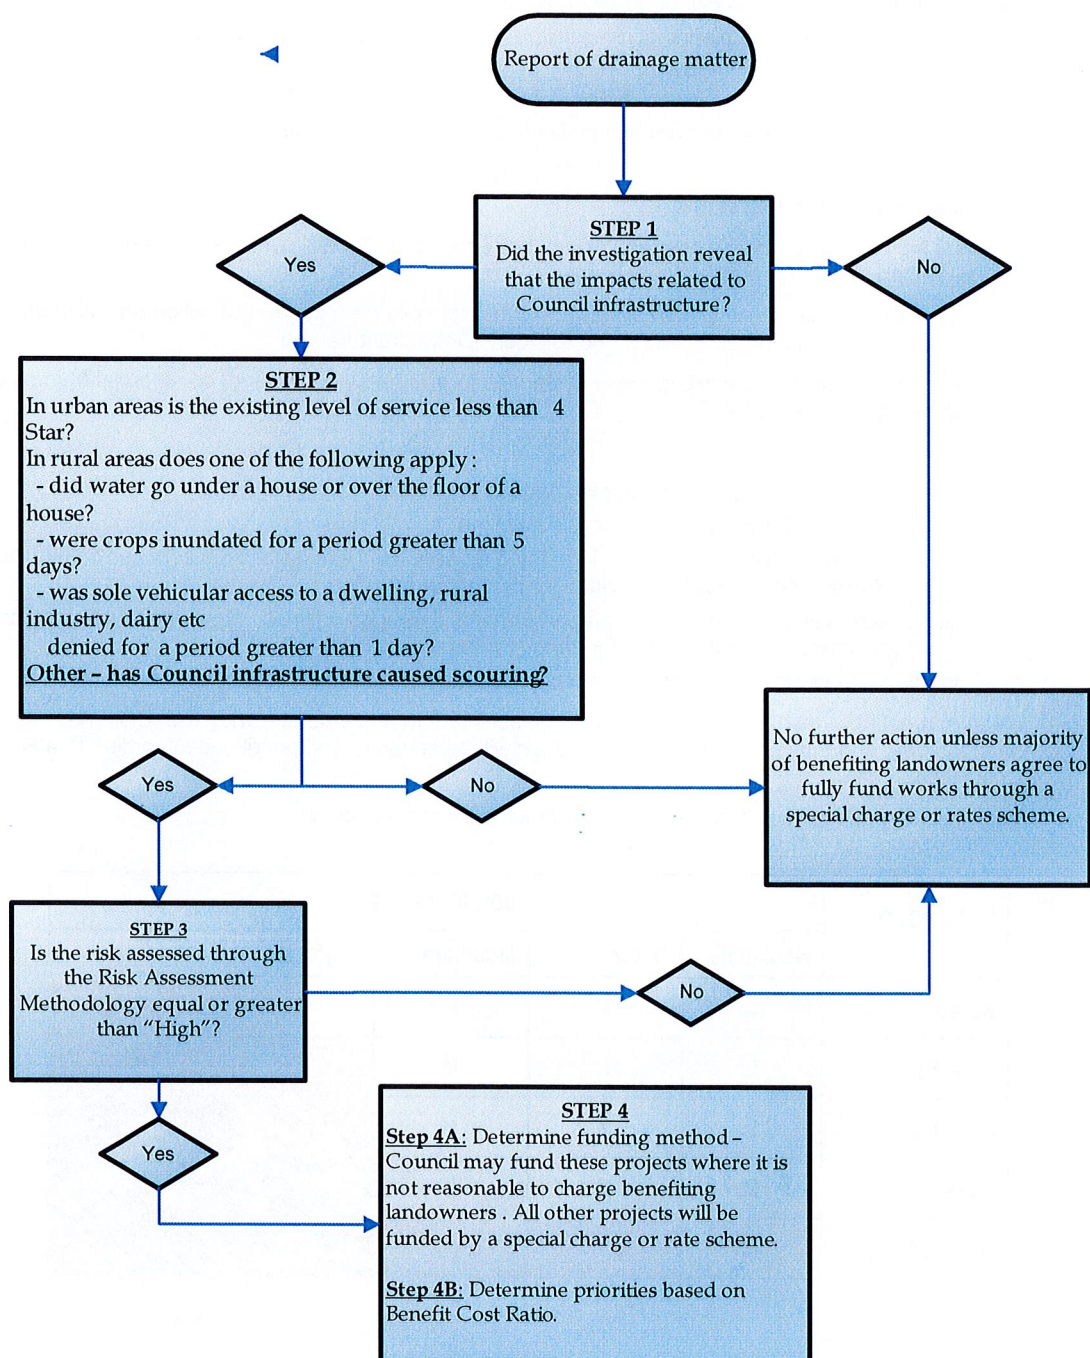 Report of drainage matter
STEP 1
Did the investigation reveal
that the impacts related to
Council infrastructure?
Yes
No
STEP 2
In urban areas is the existing level of service less than 4
Star?
In rural areas does one of the following apply :
- did water go under a house or over the floor of a
house?
- were crops inundated for a period greater than 5
days?
- was sole vehicular access to a dwelling, rural
industry, dairy etc
denied for a period greater than 1 day?
Other – has Council infrastructure caused scouring?
Yes
No
No further action unless majority
of benefiting landowners agree to
fully fund works through a
special charge or rates scheme.
STEP 3
Is the risk assessed through
the Risk Assessment
Methodology equal or greater
than “High”?
No
Yes
STEP 4
Step 4A: Determine funding method –
Council may fund these projects where it is
not reasonable to charge benefiting
landowners . All other projects will be
funded by a special charge or rate scheme.
Step 4B: Determine priorities based on
Benefit Cost Ratio.